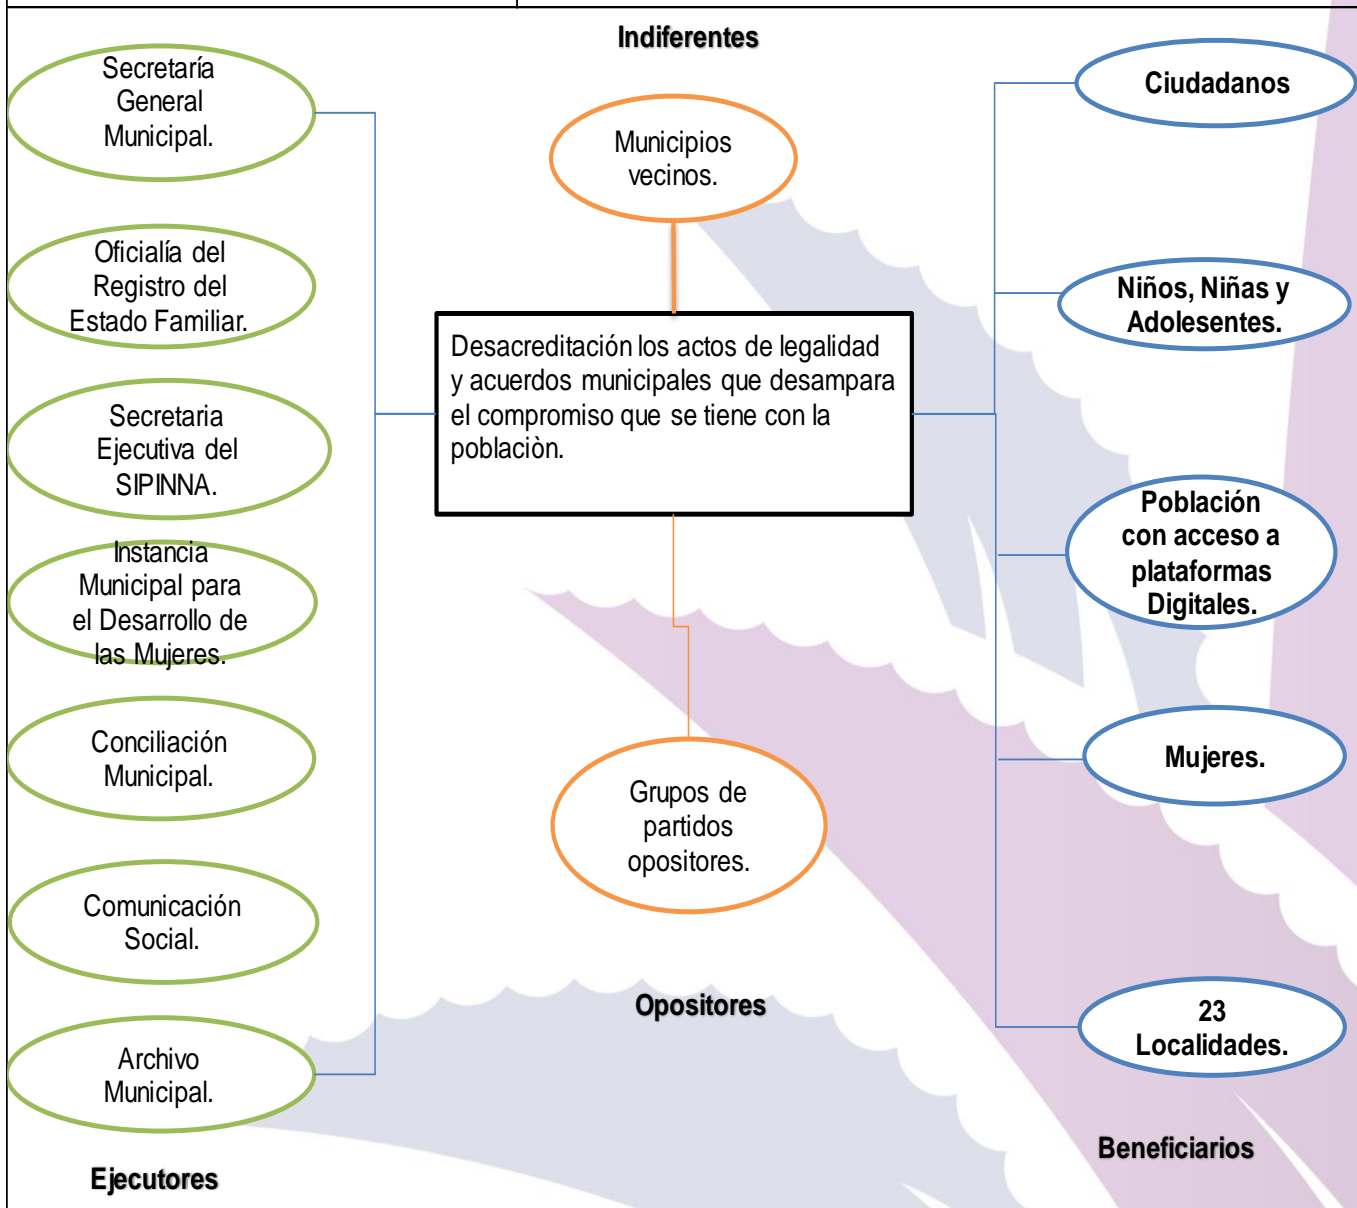 Indiferentes
Secretaría
General
Municipal.
Oficialía del
Registro del
Estado Familiar.
Secretaria
Ejecutiva del
SIPINNA.
Instancia
Municipal para
el Desarrollo de
las Mujeres.
Conciliación
Municipal.
Comunicación
Social.
Archivo
Municipal.
Ejecutores
Municipios
vecinos.
Desacreditación los actos de legalidad
y acuerdos municipales que desampara
el compromiso que se tiene con la
poblaciòn.
Grupos de
partidos
opositores.
Opositores
Ciudadanos
Niños, Niñas y
Adolesentes.
Población
con acceso a
plataformas
Digitales.
Mujeres.
23
Localidades.
Beneficiarios